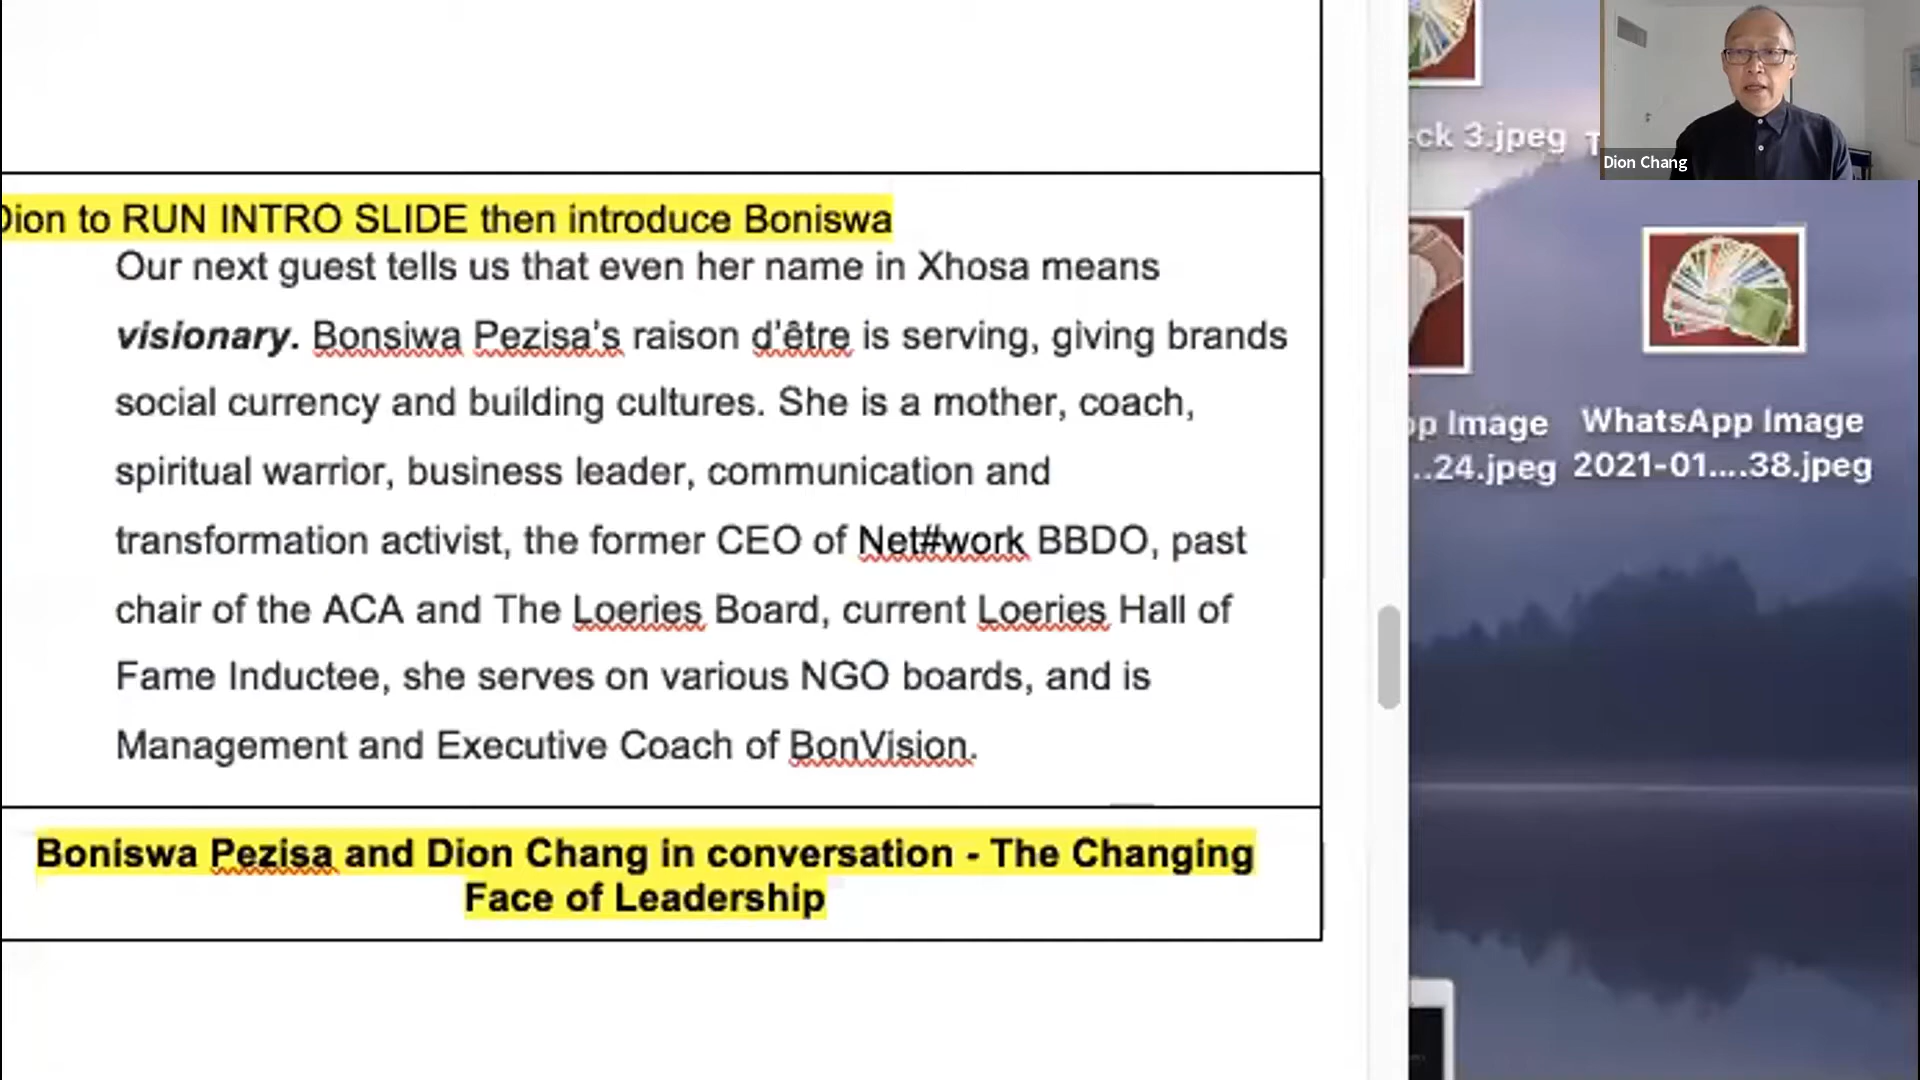 Dion to RUN INTRO SLIDE then introduce Boniswa
Our next guest tells us that even her name in Xhosa means
visionary. Bonsiwa Pezisa's raison d'être is serving, giving brands
social currency and building cultures. She is a mother, coach,
spiritual warrior, business leader, communication and
transformation activist, the former CEO of Net#work BBDO, past
chair of the ACA and The Loeries Board, current Loeries Hall of
Fame Inductee, she serves on various NGO boards, and is
Management and Executive Coach of BonVision.
Boniswa Pezisa and Dion Chang in conversation - The Changing
Face of Leadership
ck 3.jpeg
Dion Chang
Image
..24.jpeg
WhatsApp Image
2021-01....38.jpeg